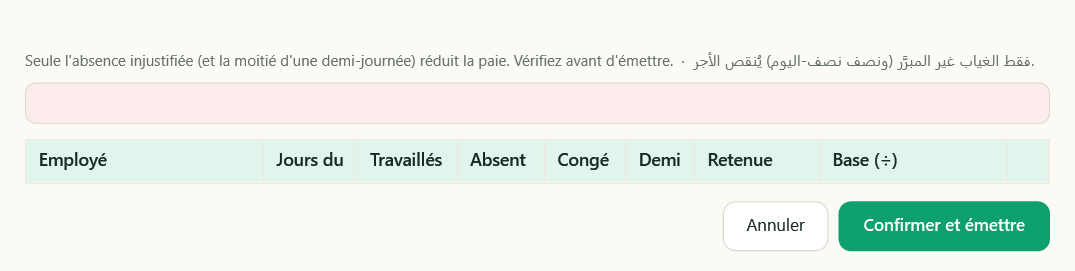 Seule l'absence injustifiée (et la moitié d'une demi-journée) réduit la paie. Vérifiez avant d'émettre. · فقط الغياب غير المبرَّر (ونصف نصف-اليوم) يُنقص الأجر.
Employé Jours du Travaillés Absent Congé Demi Retenue Base (÷)
Annuler Confirmer et émettre